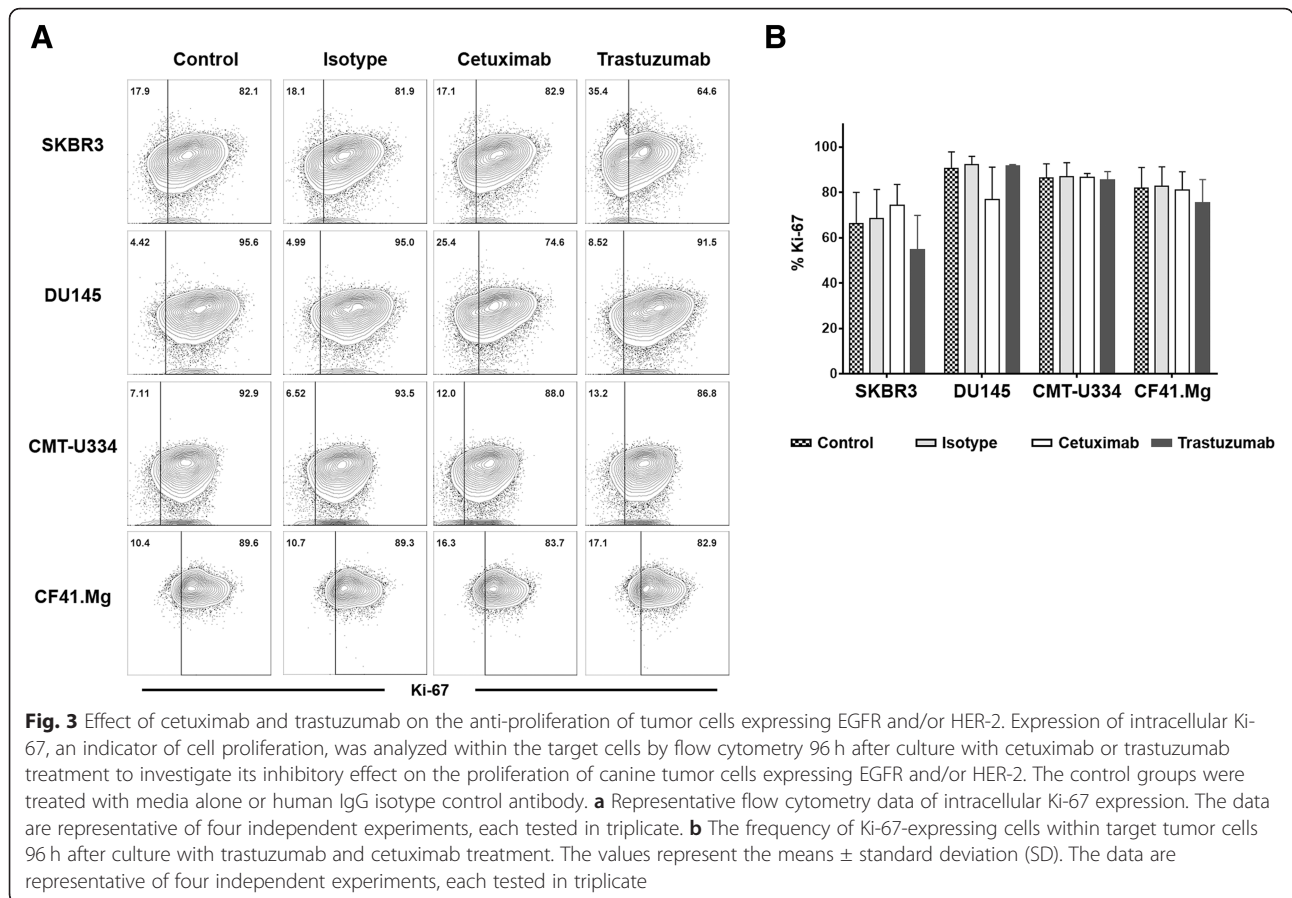 A
Control Isotype Cetuximab Trastuzumab
SKBR3
17.9 82.1 18.1 81.9 17.1 82.9 35.4 64.6
DU145
4.42 95.6 4.99 95.0 25.4 74.6 8.52 91.5
CMT-U334
7.11 92.9 6.52 93.5 12.0 88.0 13.2 86.8
CF41.Mg
10.4 89.6 10.7 89.3 16.3 83.7 17.1 82.9
Ki-67
B
% Ki-67
100
80
60
40
20
0
SKBR3 DU145 CMT-U334 CF41.Mg
Control Isotype Cetuximab Trastuzumab
Fig. 3 Effect of cetuximab and trastuzumab on the anti-proliferation of tumor cells expressing EGFR and/or HER-2. Expression of intracellular Ki-
67, an indicator of cell proliferation, was analyzed within the target cells by flow cytometry 96 h after culture with cetuximab or trastuzumab
treatment to investigate its inhibitory effect on the proliferation of canine tumor cells expressing EGFR and/or HER-2. The control groups were
treated with media alone or human IgG isotype control antibody. a Representative flow cytometry data of intracellular Ki-67 expression. The data
are representative of four independent experiments, each tested in triplicate. b The frequency of Ki-67-expressing cells within target tumor cells
96 h after culture with trastuzumab and cetuximab treatment. The values represent the means ± standard deviation (SD). The data are
representative of four independent experiments, each tested in triplicate